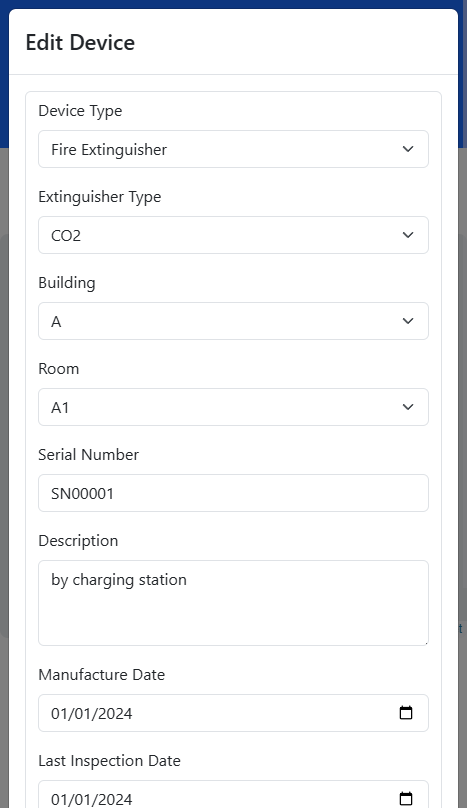 Edit Device
Device Type
Fire Extinguisher
Extinguisher Type
CO2
Building
A
Room
A1
Serial Number
SN00001
Description
by charging station
Manufacture Date
01/01/2024
Last Inspection Date
01/01/2024